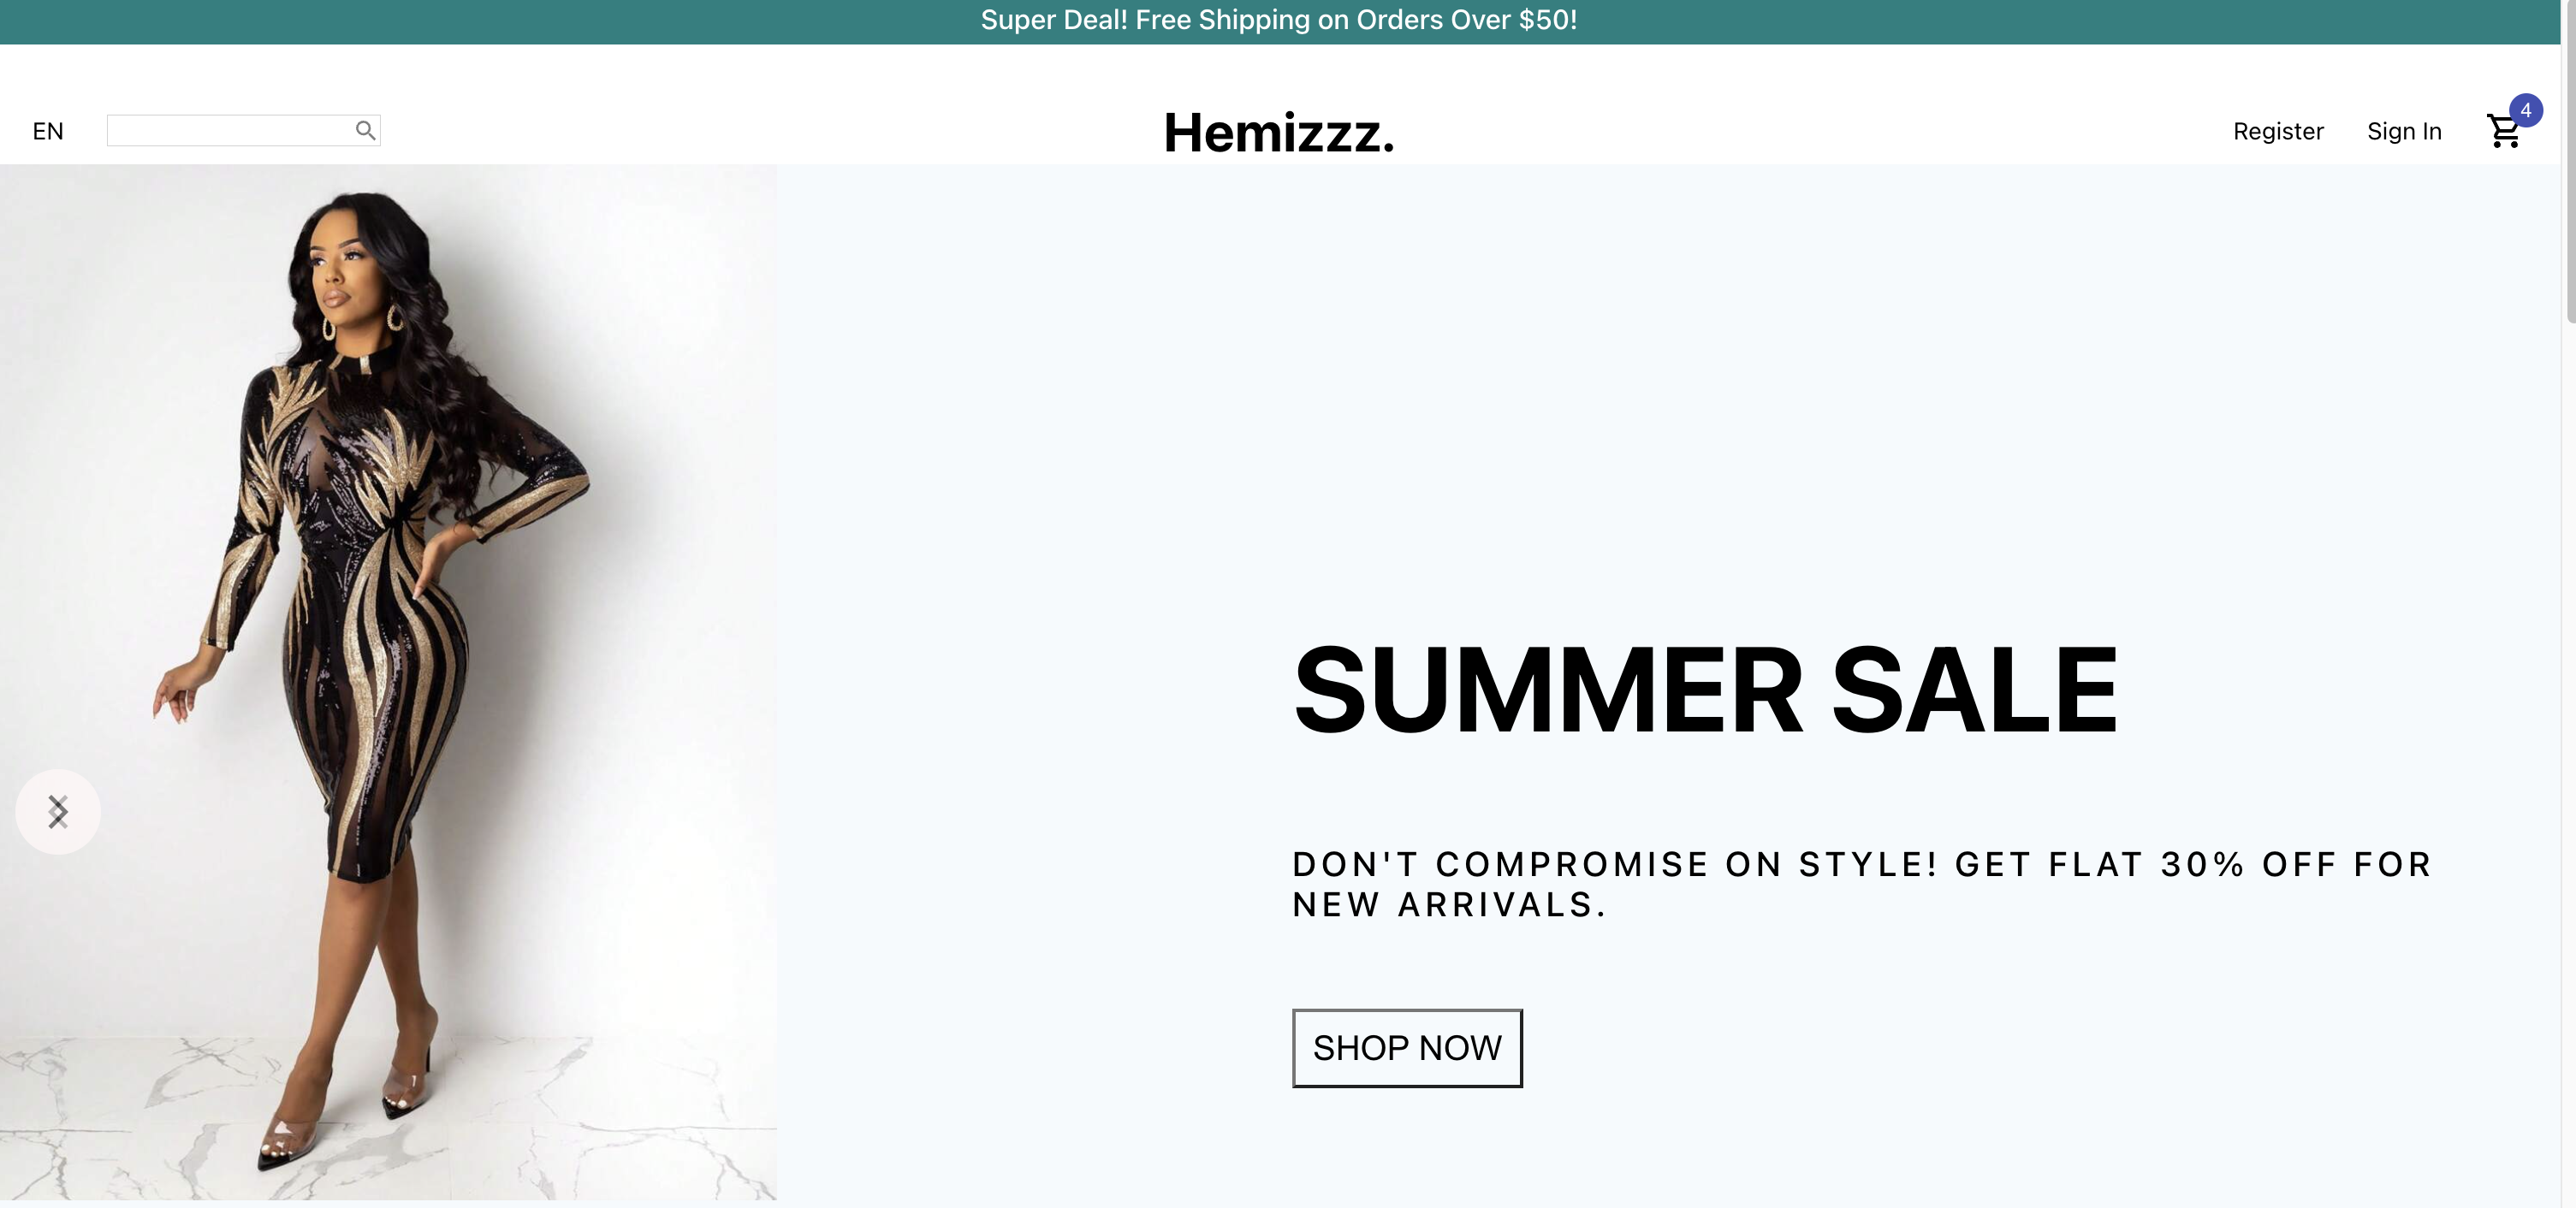 Super Deal! Free Shipping on Orders Over $50!
EN
Hemizzz.
Register
Sign In
4
SUMMER SALE
DON'T COMPROMISE ON STYLE! GET FLAT 30% OFF FOR
NEW ARRIVALS.
SHOP NOW